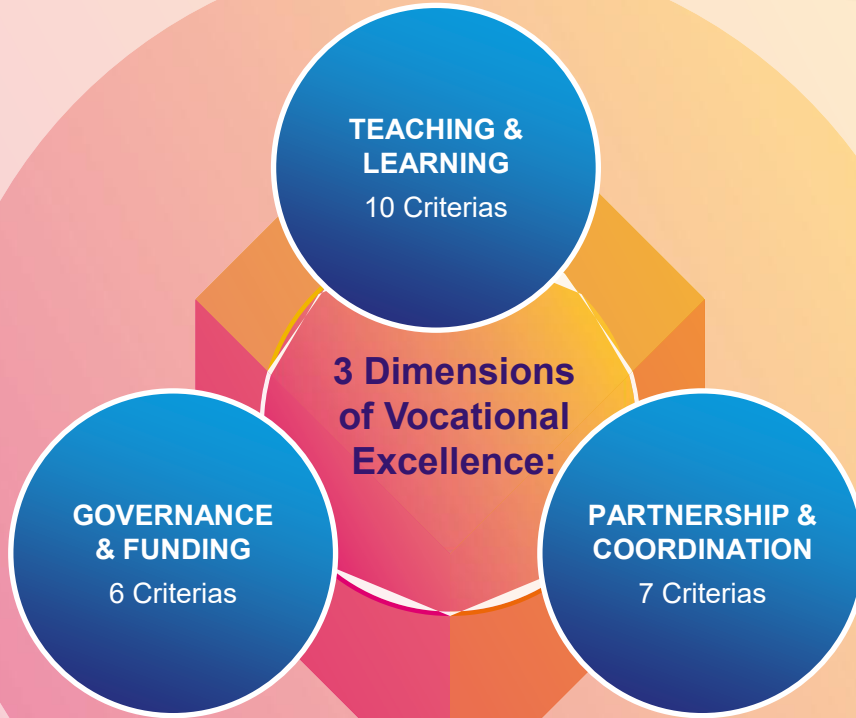 TEACHING &
LEARNING
10 Criterias
3 Dimensions
of Vocational
Excellence:
GOVERNANCE
& FUNDING
6 Criterias
PARTNERSHIP &
COORDINATION
7 Criterias